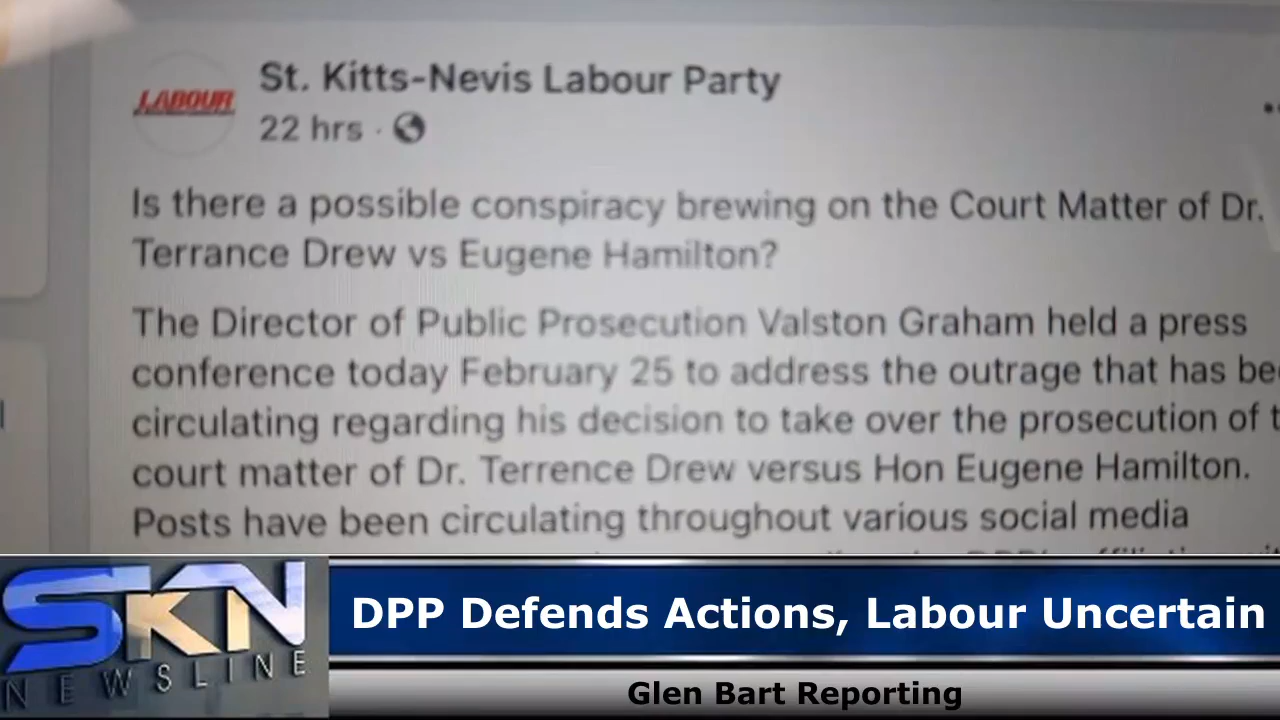 LABOUR
St. Kitts-Nevis Labour Party
22 hrs ·
Is there a possible conspiracy brewing on the Court Matter of Dr.
Terrance Drew vs Eugene Hamilton?
The Director of Public Prosecution Valston Graham held a press
conference today February 25 to address the outrage that has
circulating regarding his decision to take over the prosecution of
court matter of Dr. Terrence Drew versus Hon Eugene Hamilton.
Posts have been circulating throughout various social media
SKN
NEWSLINE
DPP Defends Actions, Labour Uncertain
Glen Bart Reporting